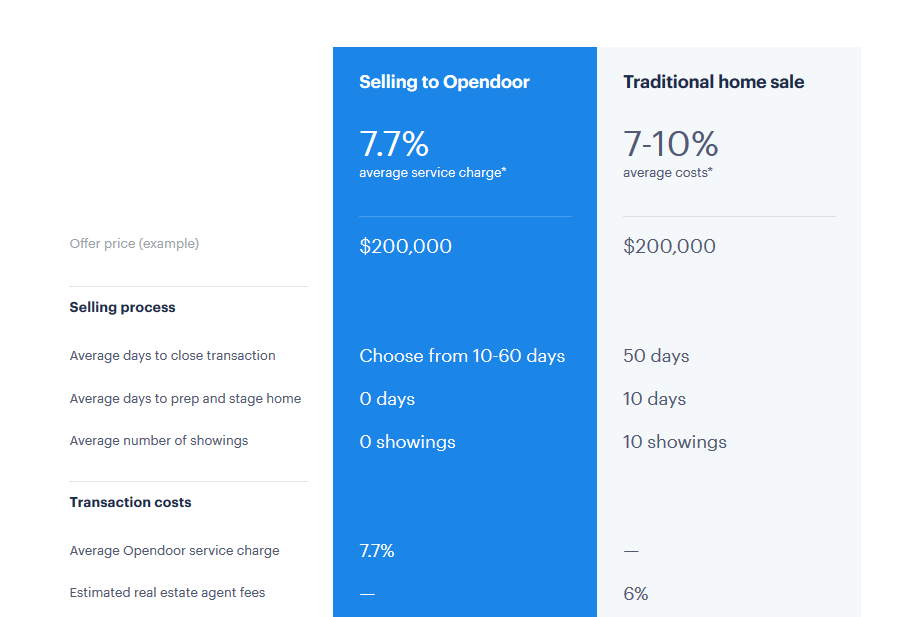 Selling to Opendoor
Traditional home sale
7.7%
7-10%
average service charge*
average costs*
Offer price (example)
$200,000
$200,000
Selling process
Average days to close transaction
Choose from 10-60 days
50 days
Average days to prep and stage home
0 days
10 days
Average number of showings
0 showings
10 showings
Transaction costs
Average Opendoor service charge
7.7%
—
Estimated real estate agent fees
—
6%